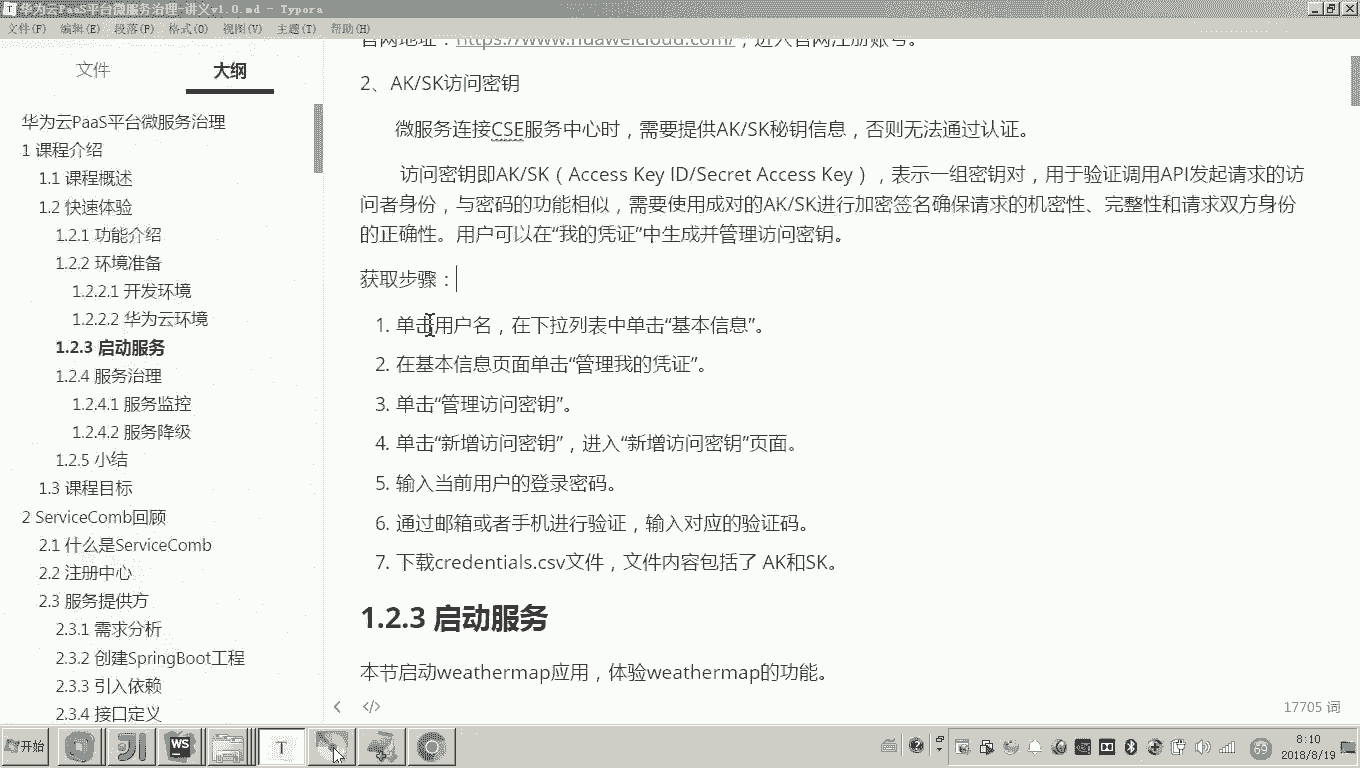 华为云PaaS平台微服务治理-讲义v1.0.md - Typora
文件(F) 编辑(E) 段落(P) 格式(O) 视图(V) 主题(T) 帮助(H)
文件
大纲
华为云PaaS平台微服务治理
1 课程介绍
1.1 课程概述
1.2 快速体验
1.2.1 功能介绍
1.2.2 环境准备
1.2.2.1 开发环境
1.2.2.2 华为云环境
1.2.3 启动服务
1.2.4 服务治理
1.2.4.1 服务监控
1.2.4.2 服务降级
1.2.5 小结
1.3 课程目标
2 ServiceComb回顾
2.1 什么是ServiceComb
2.2 注册中心
2.3 服务提供方
2.3.1 需求分析
2.3.2 创建SpringBoot工程
2.3.3 引入依赖
2.3.4 接口定义
官网地址：https://www.huaweicloud.com/，进入官网注册账号。
2、AK/SK访问密钥
微服务连接CSE服务中心时，需要提供AK/SK秘钥信息，否则无法通过认证。
访问密钥即AK/SK（Access Key ID/Secret Access Key），表示一组密钥对，用于验证调用API发起请求的访
问者身份，与密码的功能相似，需要使用成对的AK/SK进行加密签名确保请求的机密性、完整性和请求双方身份
的正确性。用户可以在“我的凭证”中生成并管理访问密钥。
获取步骤：
1. 单击用户名，在下拉列表中单击“基本信息”。
2. 在基本信息页面单击“管理我的凭证”。
3. 单击“管理访问密钥”。
4. 单击“新增访问密钥”，进入“新增访问密钥”页面。
5. 输入当前用户的登录密码。
6. 通过邮箱或者手机进行验证，输入对应的验证码。
7. 下载credentials.csv文件，文件内容包括了 AK和SK。
1.2.3 启动服务
本节启动weathermap应用，体验weathermap的功能。
17705 词
开始
WS
T
8:10
2018/8/19